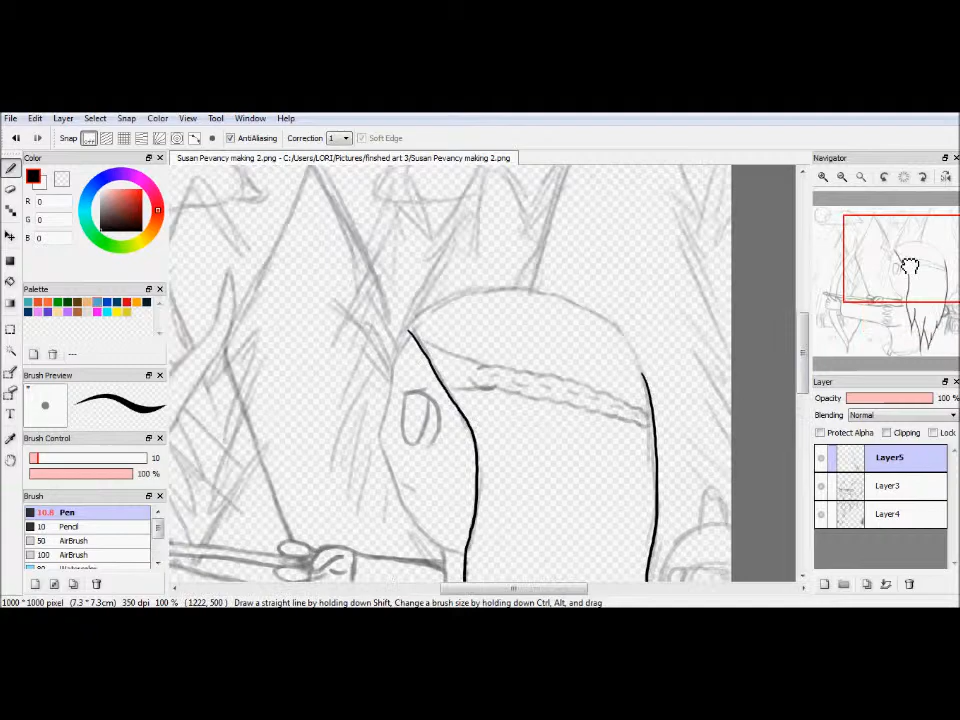 File Edit Layer Select Snap Color View Tool Window Help
Snap OFF AntiAliasing Correction 1 Soft Edge
Color
Susan Pevancy making 2.png - C:/Users/LORI/Pictures/finshed art 3/Susan Pevancy making 2.png
Navigator
R 0
G 0
B 0
Palette
---
Brush Preview
Brush Control
10
100 %
Brush
10.8 Pen
10 Pencil
50 AirBrush
100 AirBrush
Layer
Opacity 100 %
Blending Normal
Protect Alpha Clipping Lock
Layer5
Layer3
Layer4
T
1000 * 1000 pixel (7.3 * 7.3cm) 350 dpi 100 % (1222, 500) Draw a straight line by holding down Shift, Change a brush size by holding down Ctrl, Alt, and drag